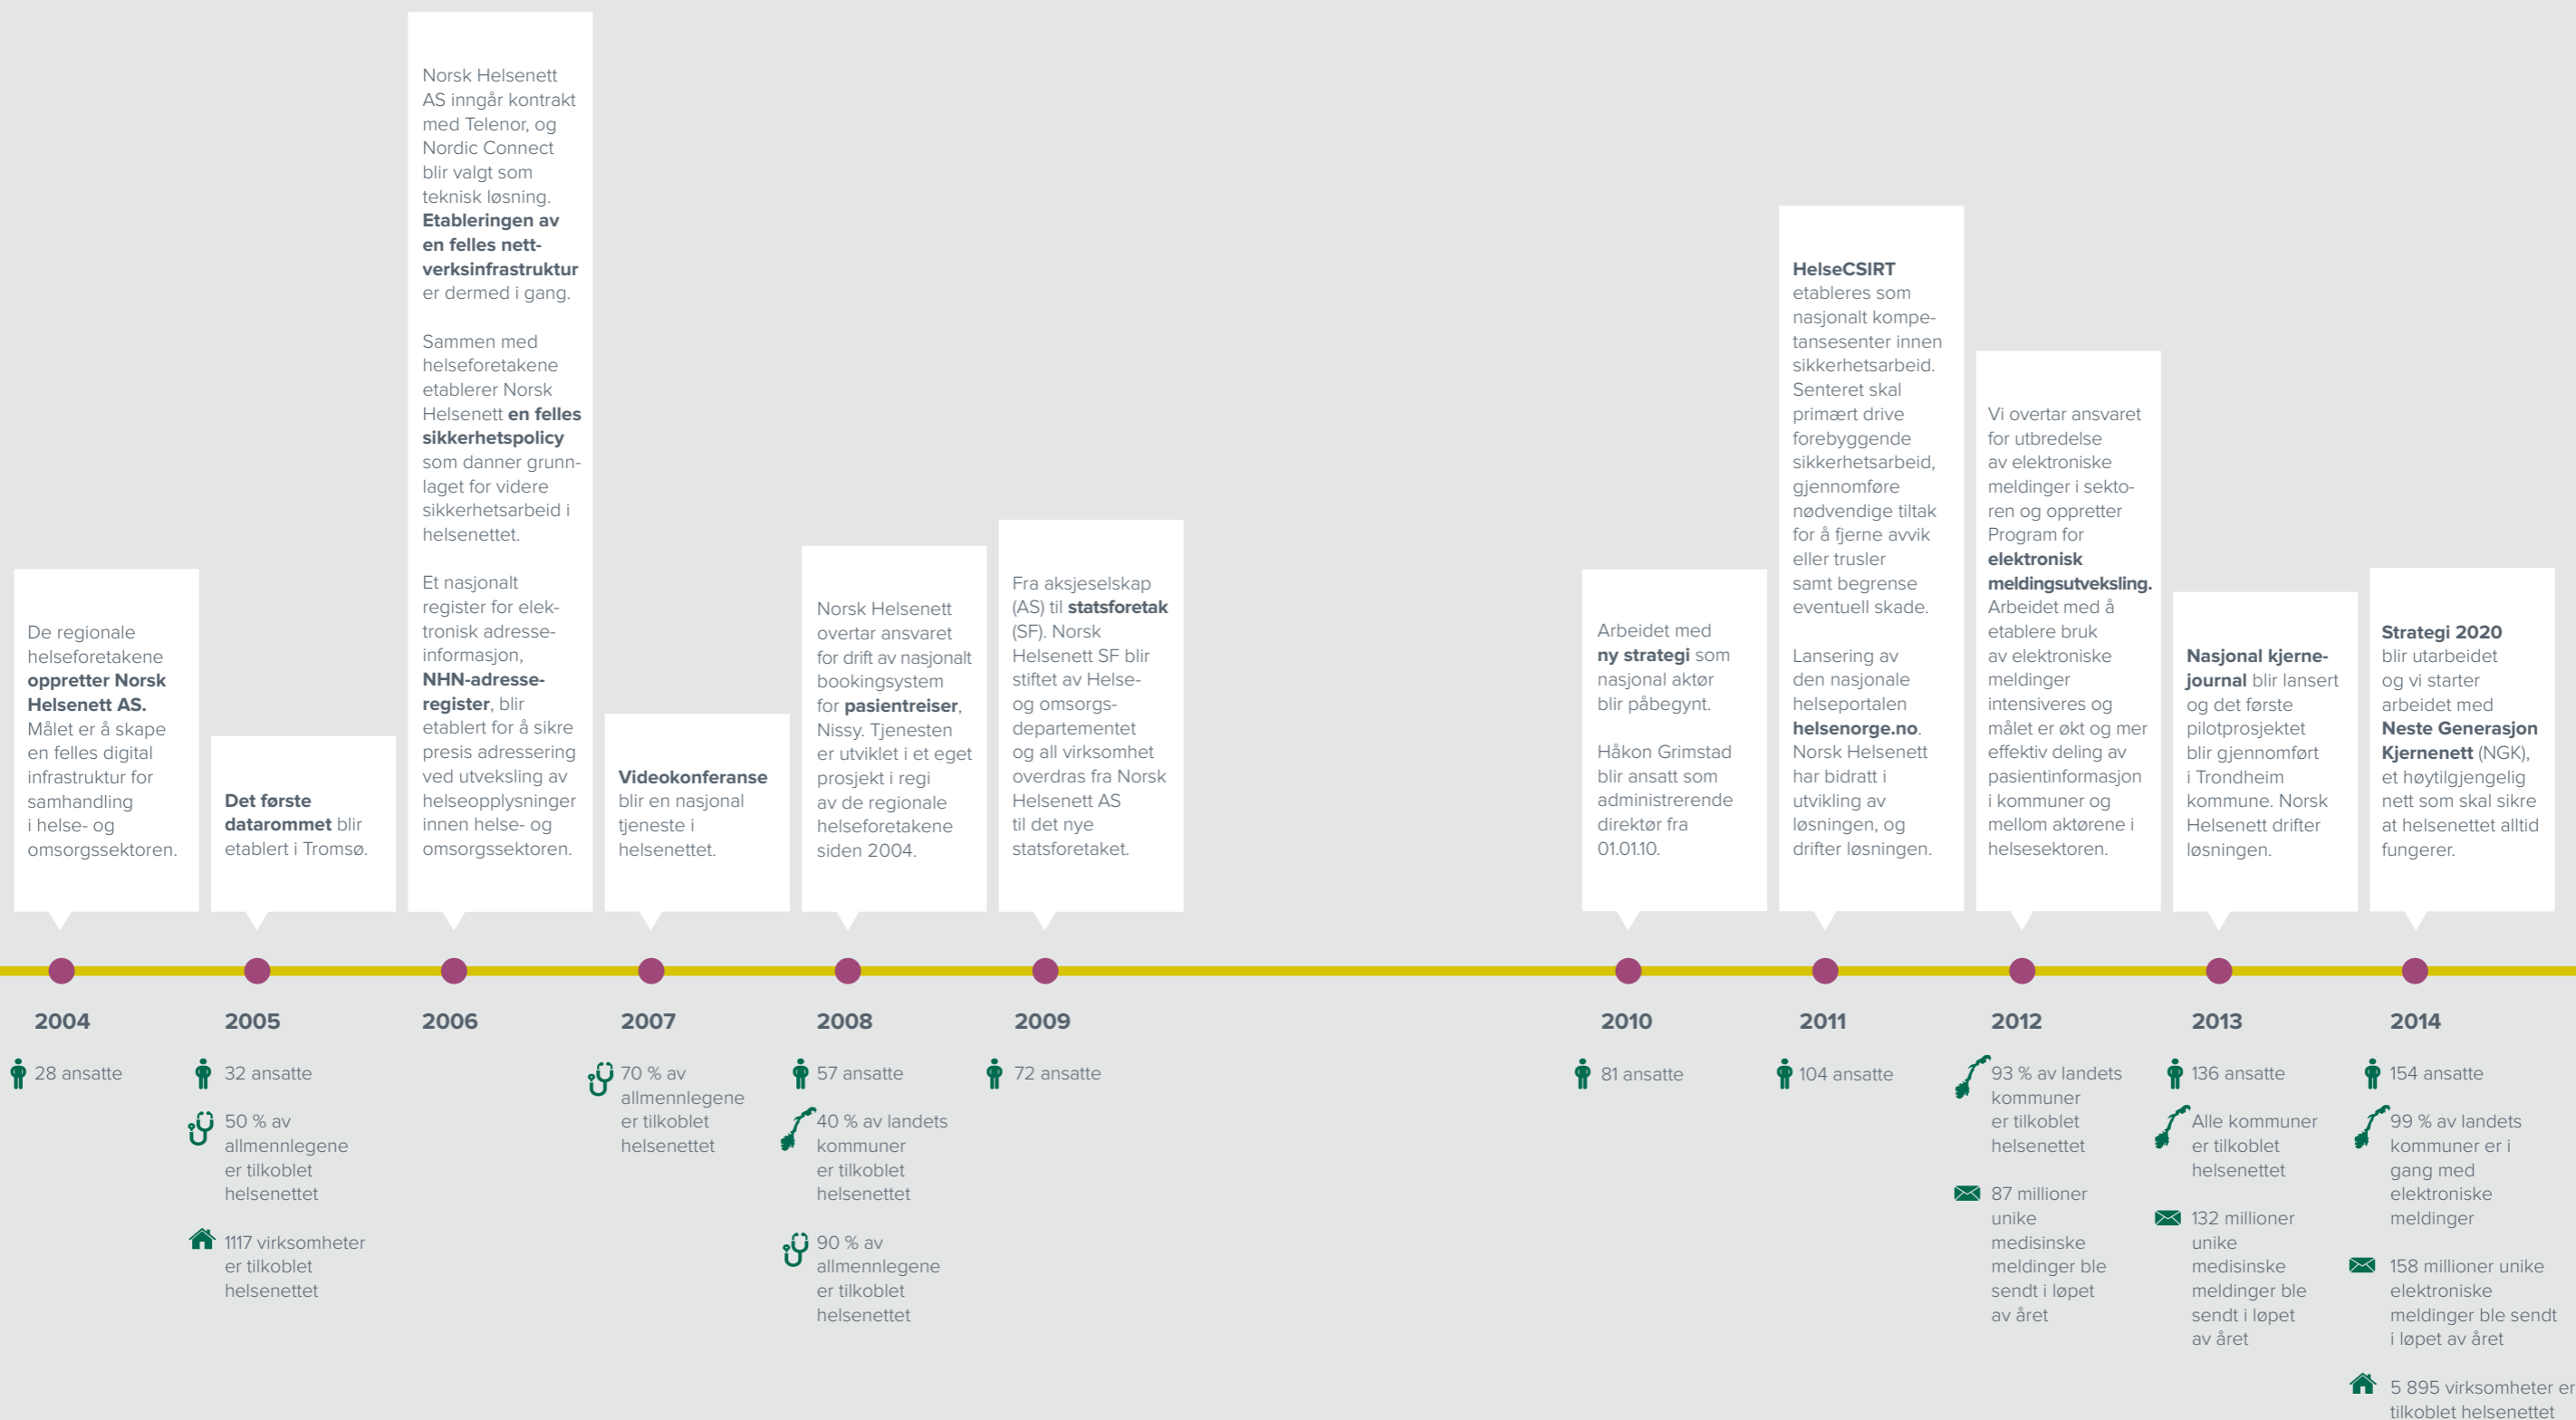 De regionale
helseforetakene
oppretter Norsk
Helsenett AS.
Målet er å skape
en felles digital
infrastruktur for
samhandling
i helse- og
omsorgssektoren.
Det første
datarommet blir
etablert i Tromsø.
Norsk Helsenett
AS inngår kontrakt
med Telenor, og
Nordic Connect
blir valgt som
teknisk løsning.
Etableringen av
en felles nett-
verksinfrastruktur
er dermed i gang.
Sammen med
helseforetakene
etablerer Norsk
Helsenett en felles
sikkerhetspolicy
som danner grunn-
laget for videre
sikkerhetsarbeid i
helsenettet.
Et nasjonalt
register for elek-
tronisk adresse-
informasjon,
NHN-adresse-
register, blir
etablert for å sikre
presis adressering
ved utveksling av
helseopplysninger
innen helse- og
omsorgssektoren.
Videokonferanse
blir en nasjonal
tjeneste i
helsenettet.
Norsk Helsenett
overtar ansvaret
for drift av nasjonalt
bookingsystem
for pasientreiser,
Nissy. Tjenesten
er utviklet i et eget
prosjekt i regi
av de regionale
helseforetakene
siden 2004.
Fra aksjeselskap
(AS) til statsforetak
(SF). Norsk
Helsenett SF blir
stiftet av Helse-
og omsorgs-
departementet
og all virksomhet
overdras fra Norsk
Helsenett AS
til det nye
statsforetaket.
Arbeidet med
ny strategi som
nasjonal aktør
blir påbegynt.
Håkon Grimstad
blir ansatt som
administrerende
direktør fra
01.01.10.
HelseCSIRT
etableres som
nasjonalt kompe-
tansesenter innen
sikkerhetsarbeid.
Senteret skal
primært drive
forebyggende
sikkerhetsarbeid,
gjennomføre
nødvendige tiltak
for å fjerne avvik
eller trusler
samt begrense
eventuell skade.
Lansering av
den nasjonale
helseportalen
helsenorge.no.
Norsk Helsenett
har bidratt i
utvikling av
løsningen, og
drifter løsningen.
Vi overtar ansvaret
for utbredelse
av elektroniske
meldinger i sekto-
ren og oppretter
Program for
elektronisk
meldingsutveksling.
Arbeidet med å
etablere bruk
av elektroniske
meldinger
intensiveres og
målet er økt og mer
effektiv deling av
pasientinformasjon
i kommuner og
mellom aktørene i
helsesektoren.
Nasjonal kjerne-
journal blir lansert
og det første
pilotprosjektet
blir gjennomført
i Trondheim
kommune. Norsk
Helsenett drifter
løsningen.
Strategi 2020
blir utarbeidet
og vi starter
arbeidet med
Neste Generasjon
Kjernenett (NGK),
et høytilgjengelig
nett som skal sikre
at helsenettet alltid
fungerer.
2004
28 ansatte
2005
32 ansatte
50 % av
allmennlegene
er tilkoblet
helsenettet
1117 virksomheter
er tilkoblet
helsenettet
2006
2007
70 % av
allmennlegene
er tilkoblet
helsenettet
2008
57 ansatte
40 % av landets
kommuner
er tilkoblet
helsenettet
90 % av
allmennlegene
er tilkoblet
helsenettet
2009
72 ansatte
2010
81 ansatte
2011
104 ansatte
2012
93 % av landets
kommuner
er tilkoblet
helsenettet
87 millioner
unike
medisinske
meldinger ble
sendt i løpet
av året
2013
136 ansatte
Alle kommuner
er tilkoblet
helsenettet
132 millioner
unike
medisinske
meldinger ble
sendt i løpet
av året
2014
154 ansatte
99 % av landets
kommuner er i
gang med
elektroniske
meldinger
158 millioner unike
elektroniske
meldinger ble sendt
i løpet av året
5 895 virksomheter er
tilkoblet helsenettet